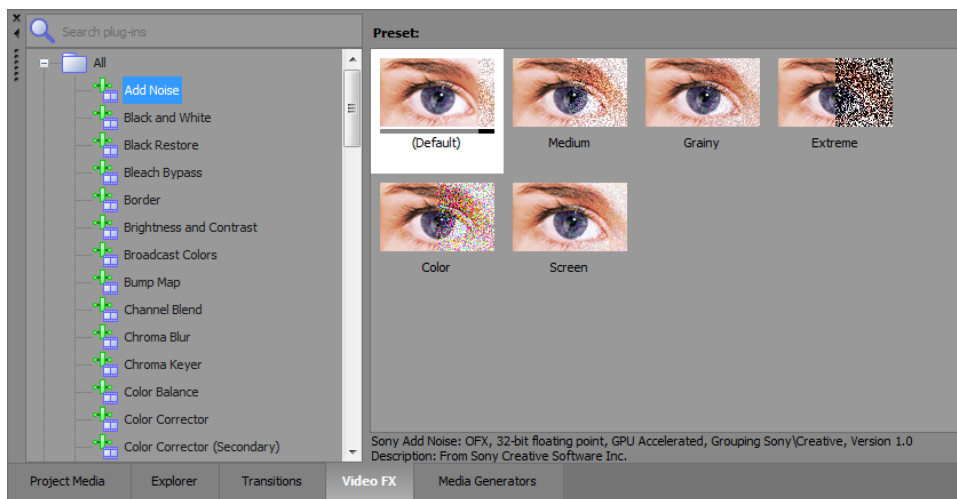 Search plug-ins
All
Add Noise
Black and White
Black Restore
Bleach Bypass
Border
Brightness and Contrast
Broadcast Colors
Bump Map
Channel Blend
Chroma Blur
Chroma Keyer
Color Balance
Color Corrector
Color Corrector (Secondary)
Preset:
(Default)
Medium
Grainy
Extreme
Color
Screen
Sony Add Noise: OFX, 32-bit floating point, GPU Accelerated, Grouping Sony\Creative, Version 1.0
Description: From Sony Creative Software Inc.
Project Media
Explorer
Transitions
Video FX
Media Generators